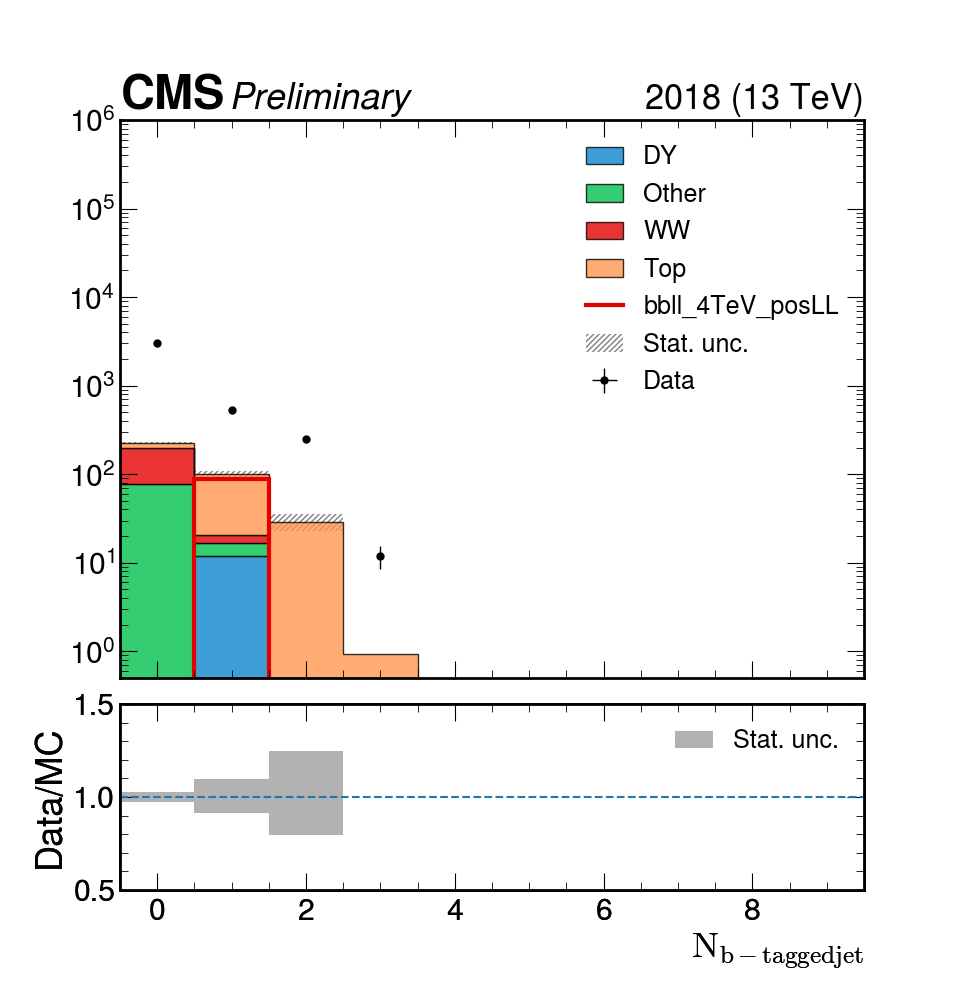 CMS Preliminary 2018 (13 TeV)
10^6
10^5
10^4
10^3
10^2
10^1
10^0
DY
Other
WW
Top
bbll_4TeV_posLL
Stat. unc.
Data
1.5
1.0
0.5
Data/MC
Stat. unc.
0 2 4 6 8
N_{b-taggedjet}